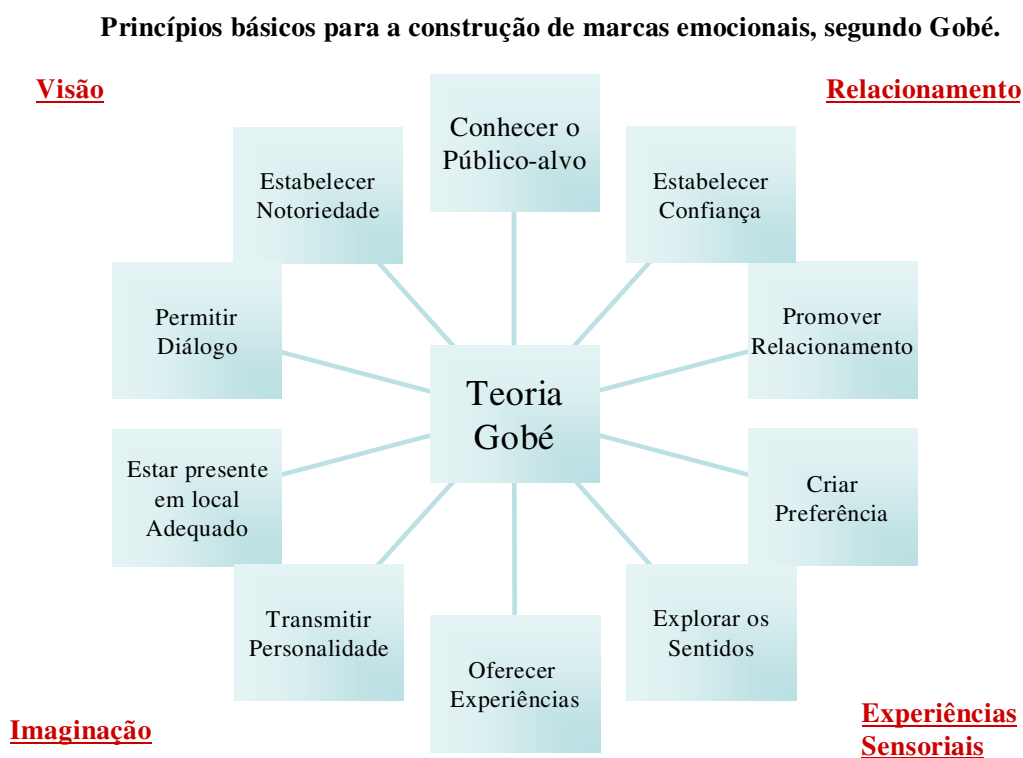 Princípios básicos para a construção de marcas emocionais, segundo Gobé.
Visão
Relacionamento
Conhecer o
Público-alvo
Estabelecer
Notoriedade
Estabelecer
Confiança
Permitir
Diálogo
Promover
Relacionamento
Teoria
Gobé
Estar presente
em local
Adequado
Criar
Preferência
Transmitir
Personalidade
Explorar os
Sentidos
Oferecer
Experiências
Imaginação
Experiências
Sensoriais